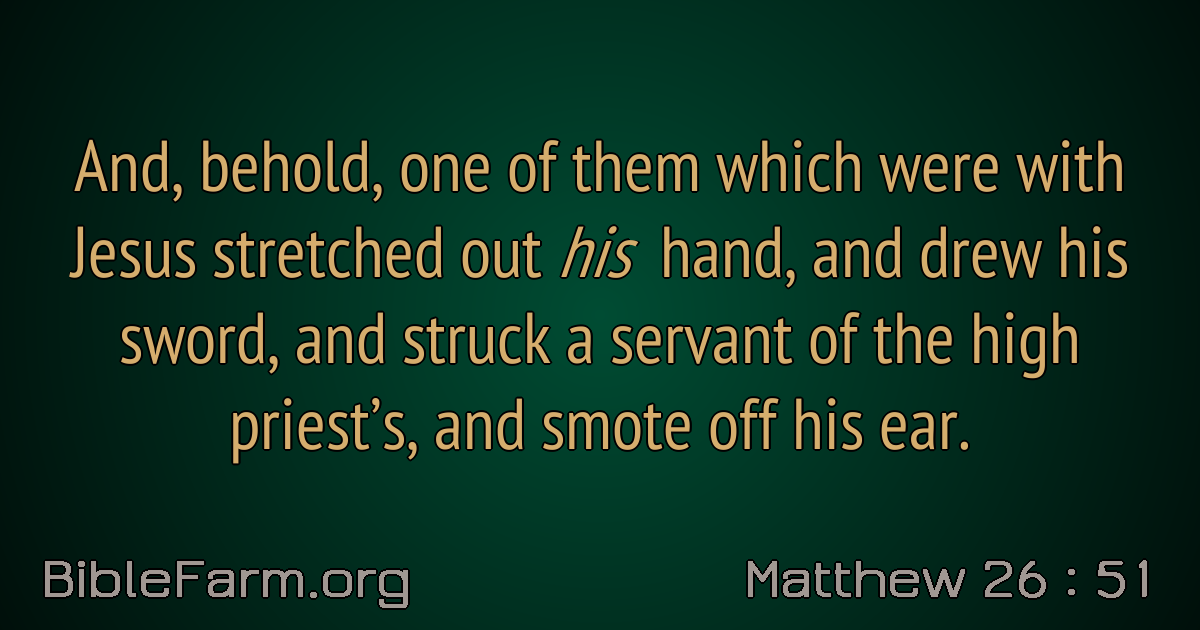 And, behold, one of them which were with
Jesus stretched out his hand, and drew his
sword, and struck a servant of the high
priest’s, and smote off his ear.
BibleFarm.org
Matthew 26 : 51